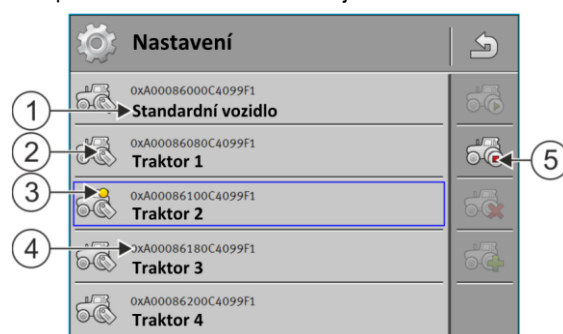 Nastavení
0xA00086000C4099F1
1
Standardní vozidlo
2
0xA00086080C4099F1
Traktor 1
3
0xA00086100C4099F1
Traktor 2
4
0xA00086180C4099F1
Traktor 3
0xA00086200C4099F1
Traktor 4
5